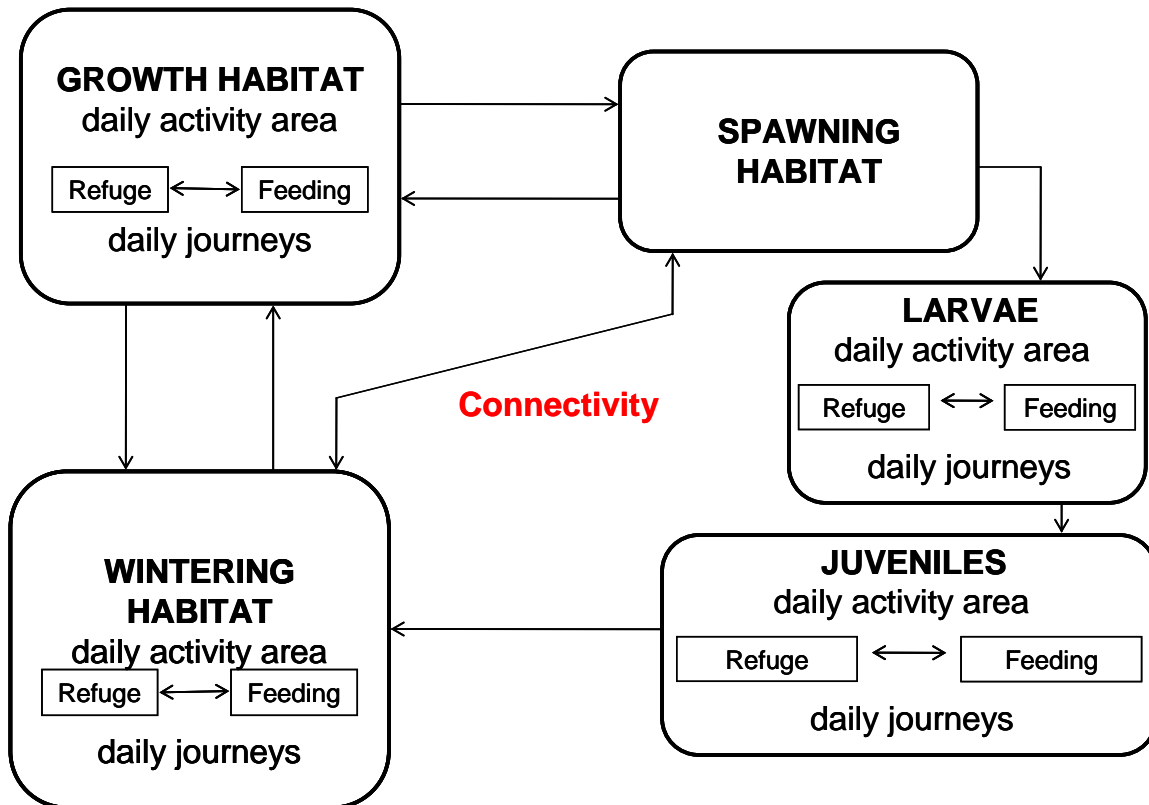 GROWTH HABITAT
daily activity area
Refuge
Feeding
daily journeys
SPAWNING
HABITAT
LARVAE
daily activity area
Refuge
Feeding
daily journeys
Connectivity
WINTERING
HABITAT
daily activity area
Refuge
Feeding
daily journeys
JUVENILES
daily activity area
Refuge
Feeding
daily journeys